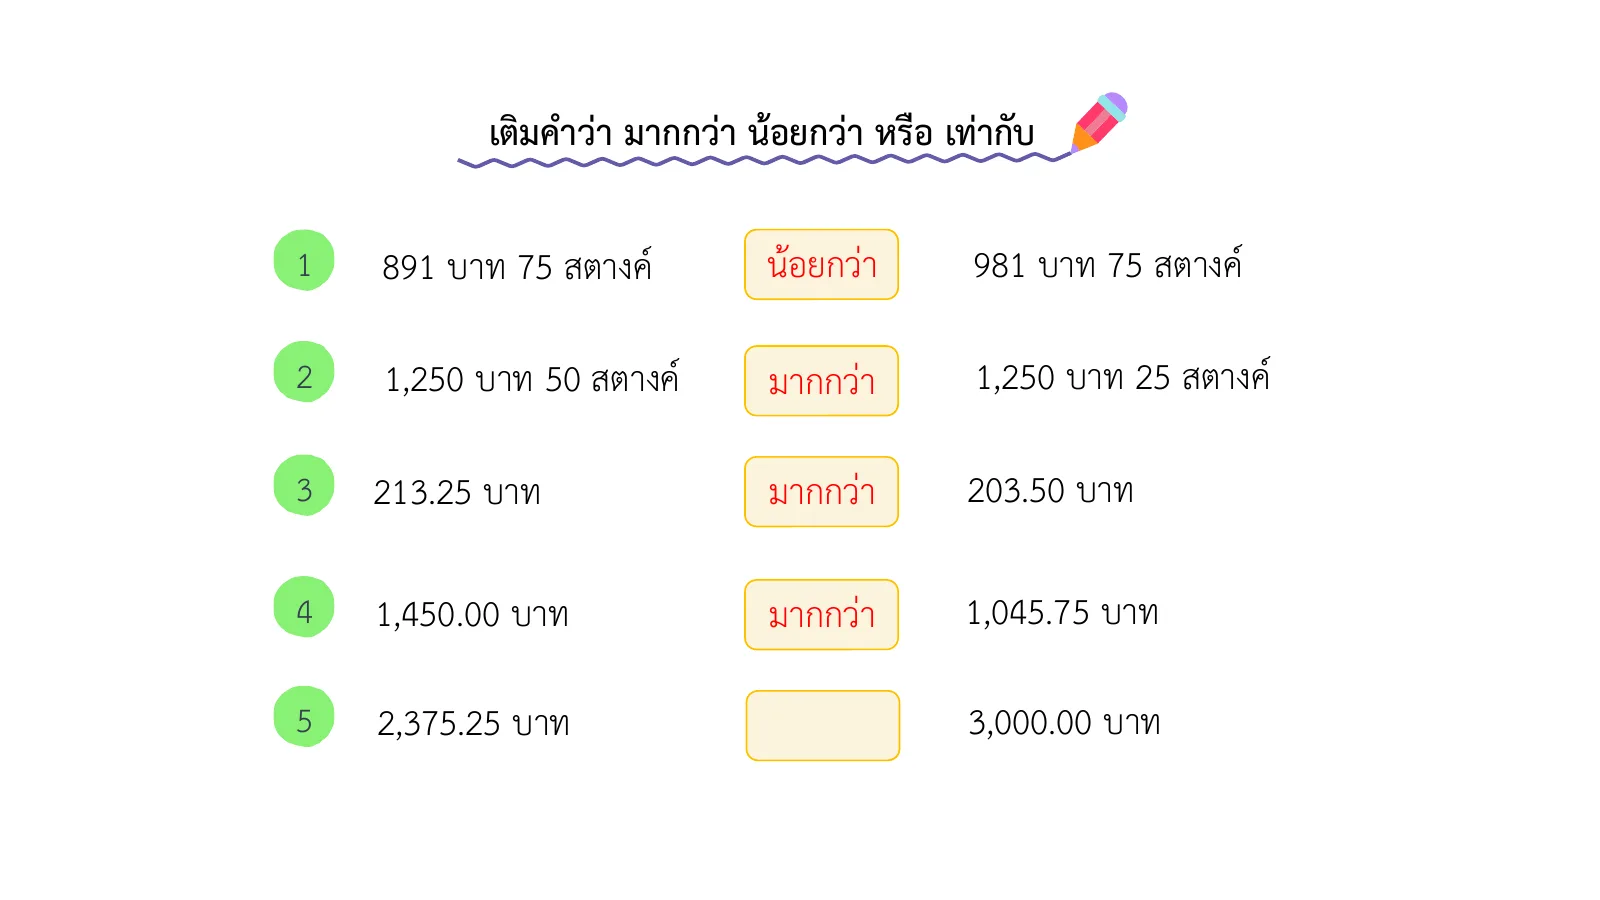 เติมคำว่า มากกว่า น้อยกว่า หรือ เท่ากับ
1 891 บาท 75 สตางค์ น้อยกว่า 981 บาท 75 สตางค์
2 1,250 บาท 50 สตางค์ มากกว่า 1,250 บาท 25 สตางค์
3 213.25 บาท มากกว่า 203.50 บาท
4 1,450.00 บาท มากกว่า 1,045.75 บาท
5 2,375.25 บาท 3,000.00 บาท